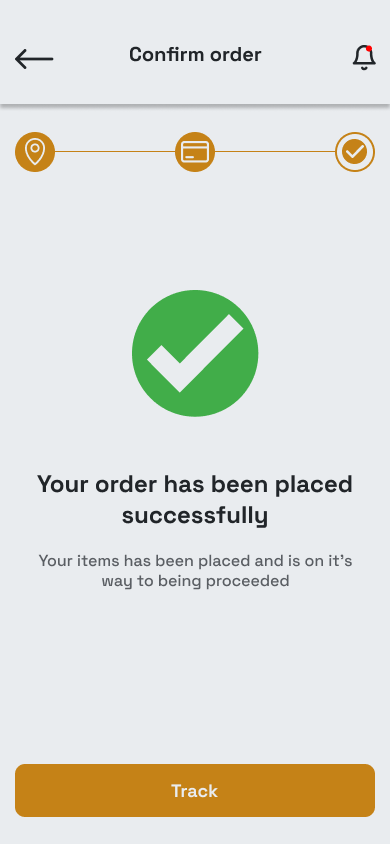 Confirm order
Your order has been placed
successfully
Your items has been placed and is on it's
way to being proceeded
Track